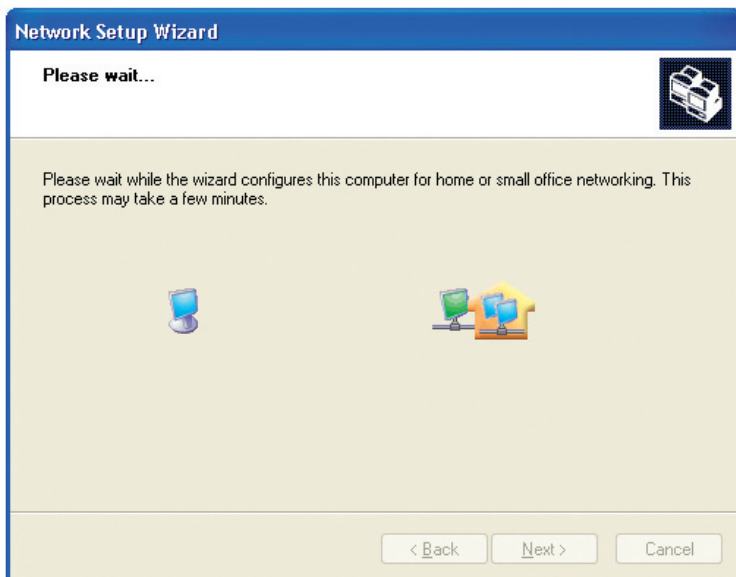 Network Setup Wizard
Please wait...
Please wait while the wizard configures this computer for home or small office networking. This
process may take a few minutes.
< Back Next > Cancel